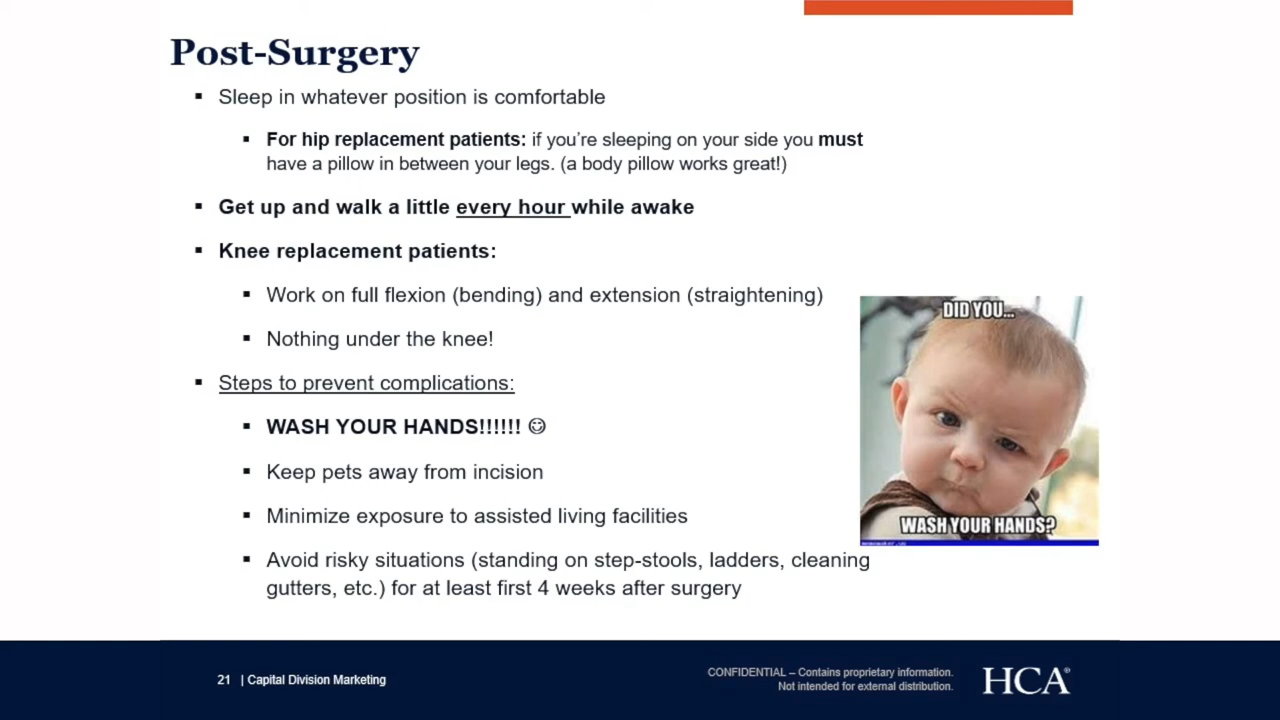 Post-Surgery
▪ Sleep in whatever position is comfortable
▪ For hip replacement patients: if you're sleeping on your side you must
have a pillow in between your legs. (a body pillow works great!)
▪ Get up and walk a little every hour while awake
▪ Knee replacement patients:
▪ Work on full flexion (bending) and extension (straightening)
▪ Nothing under the knee!
▪ Steps to prevent complications:
▪ WASH YOUR HANDS!!!!!! ☺
▪ Keep pets away from incision
▪ Minimize exposure to assisted living facilities
▪ Avoid risky situations (standing on step-stools, ladders, cleaning
gutters, etc.) for at least first 4 weeks after surgery
DID YOU...
WASH YOUR HANDS?
21 | Capital Division Marketing
CONFIDENTIAL – Contains proprietary information.
Not intended for external distribution.
HCA®